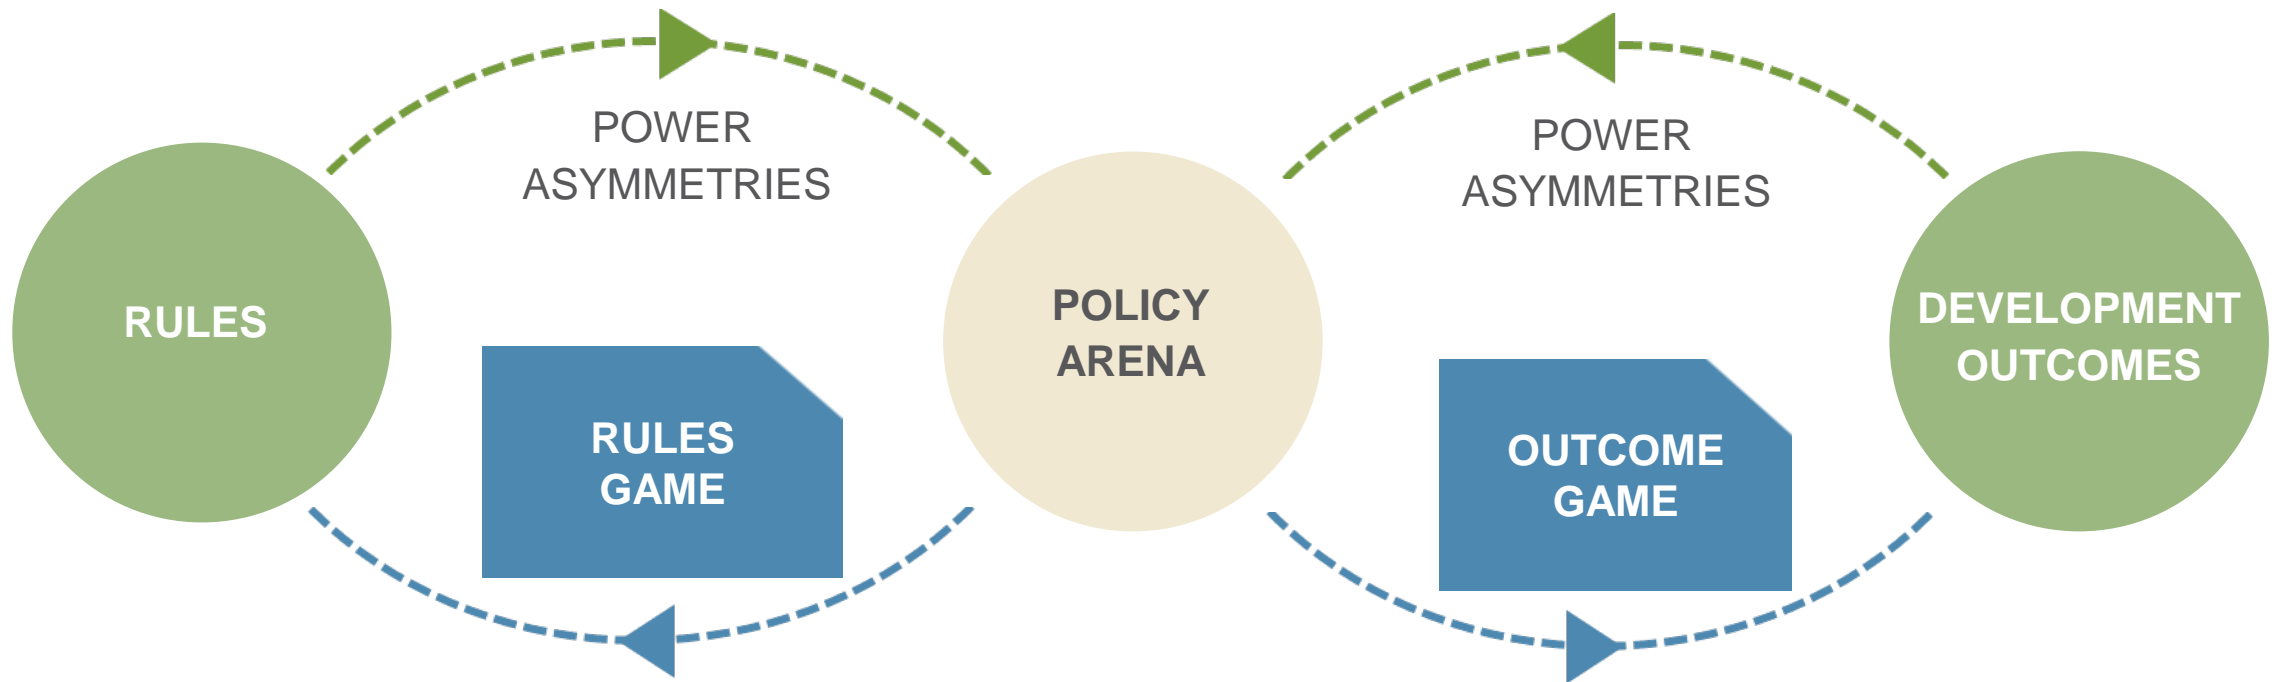 POWER
ASYMMETRIES
POWER
ASYMMETRIES
RULES
POLICY
ARENA
DEVELOPMENT
OUTCOMES
RULES
GAME
OUTCOME
GAME